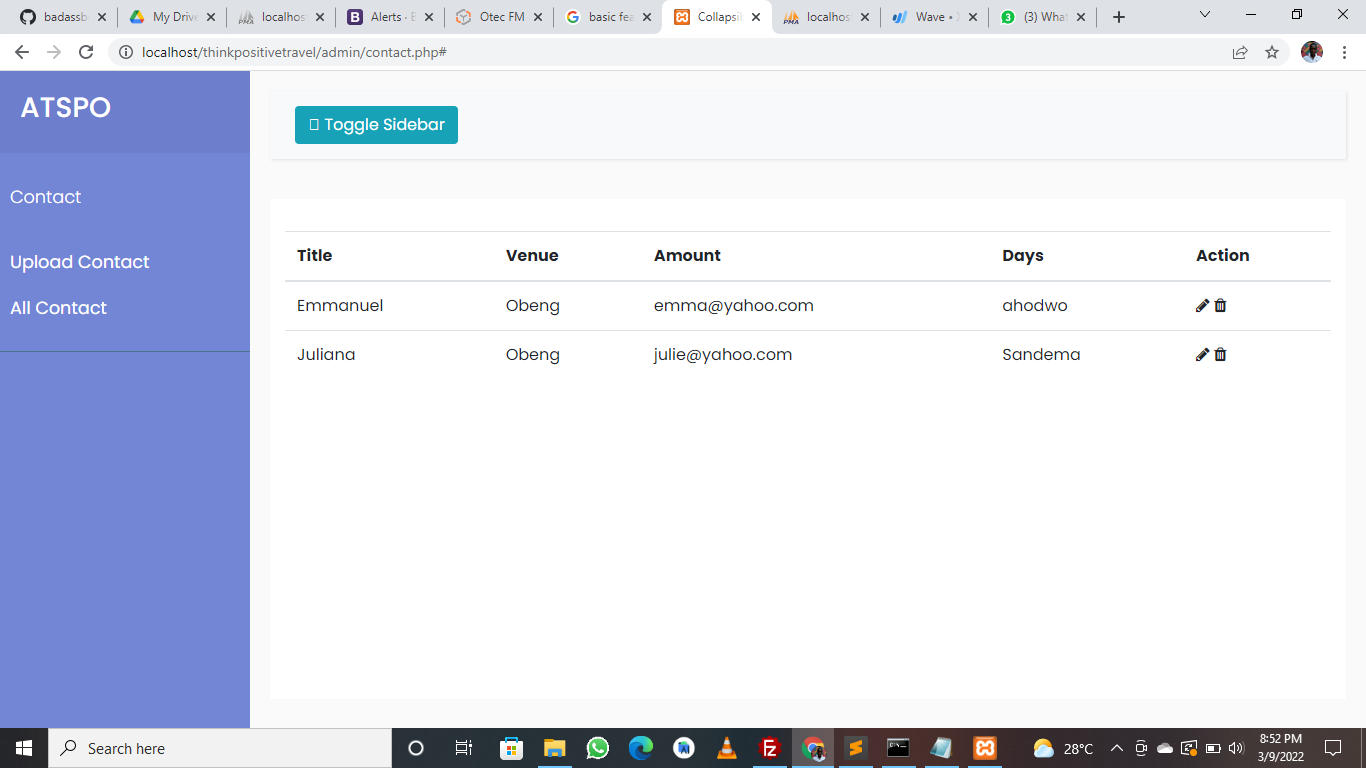 badassb
My Drive
localhos
Alerts · B
Otec FM
basic fea
Collapsi
localhos
Wave •
(3) What
localhost/thinkpositivetravel/admin/contact.php#
ATSPO
Toggle Sidebar
Contact
Upload Contact
All Contact
Title Venue Amount Days Action
Emmanuel Obeng emma@yahoo.com ahodwo
Juliana Obeng julie@yahoo.com Sandema
Search here
28°C
8:52 PM
3/9/2022